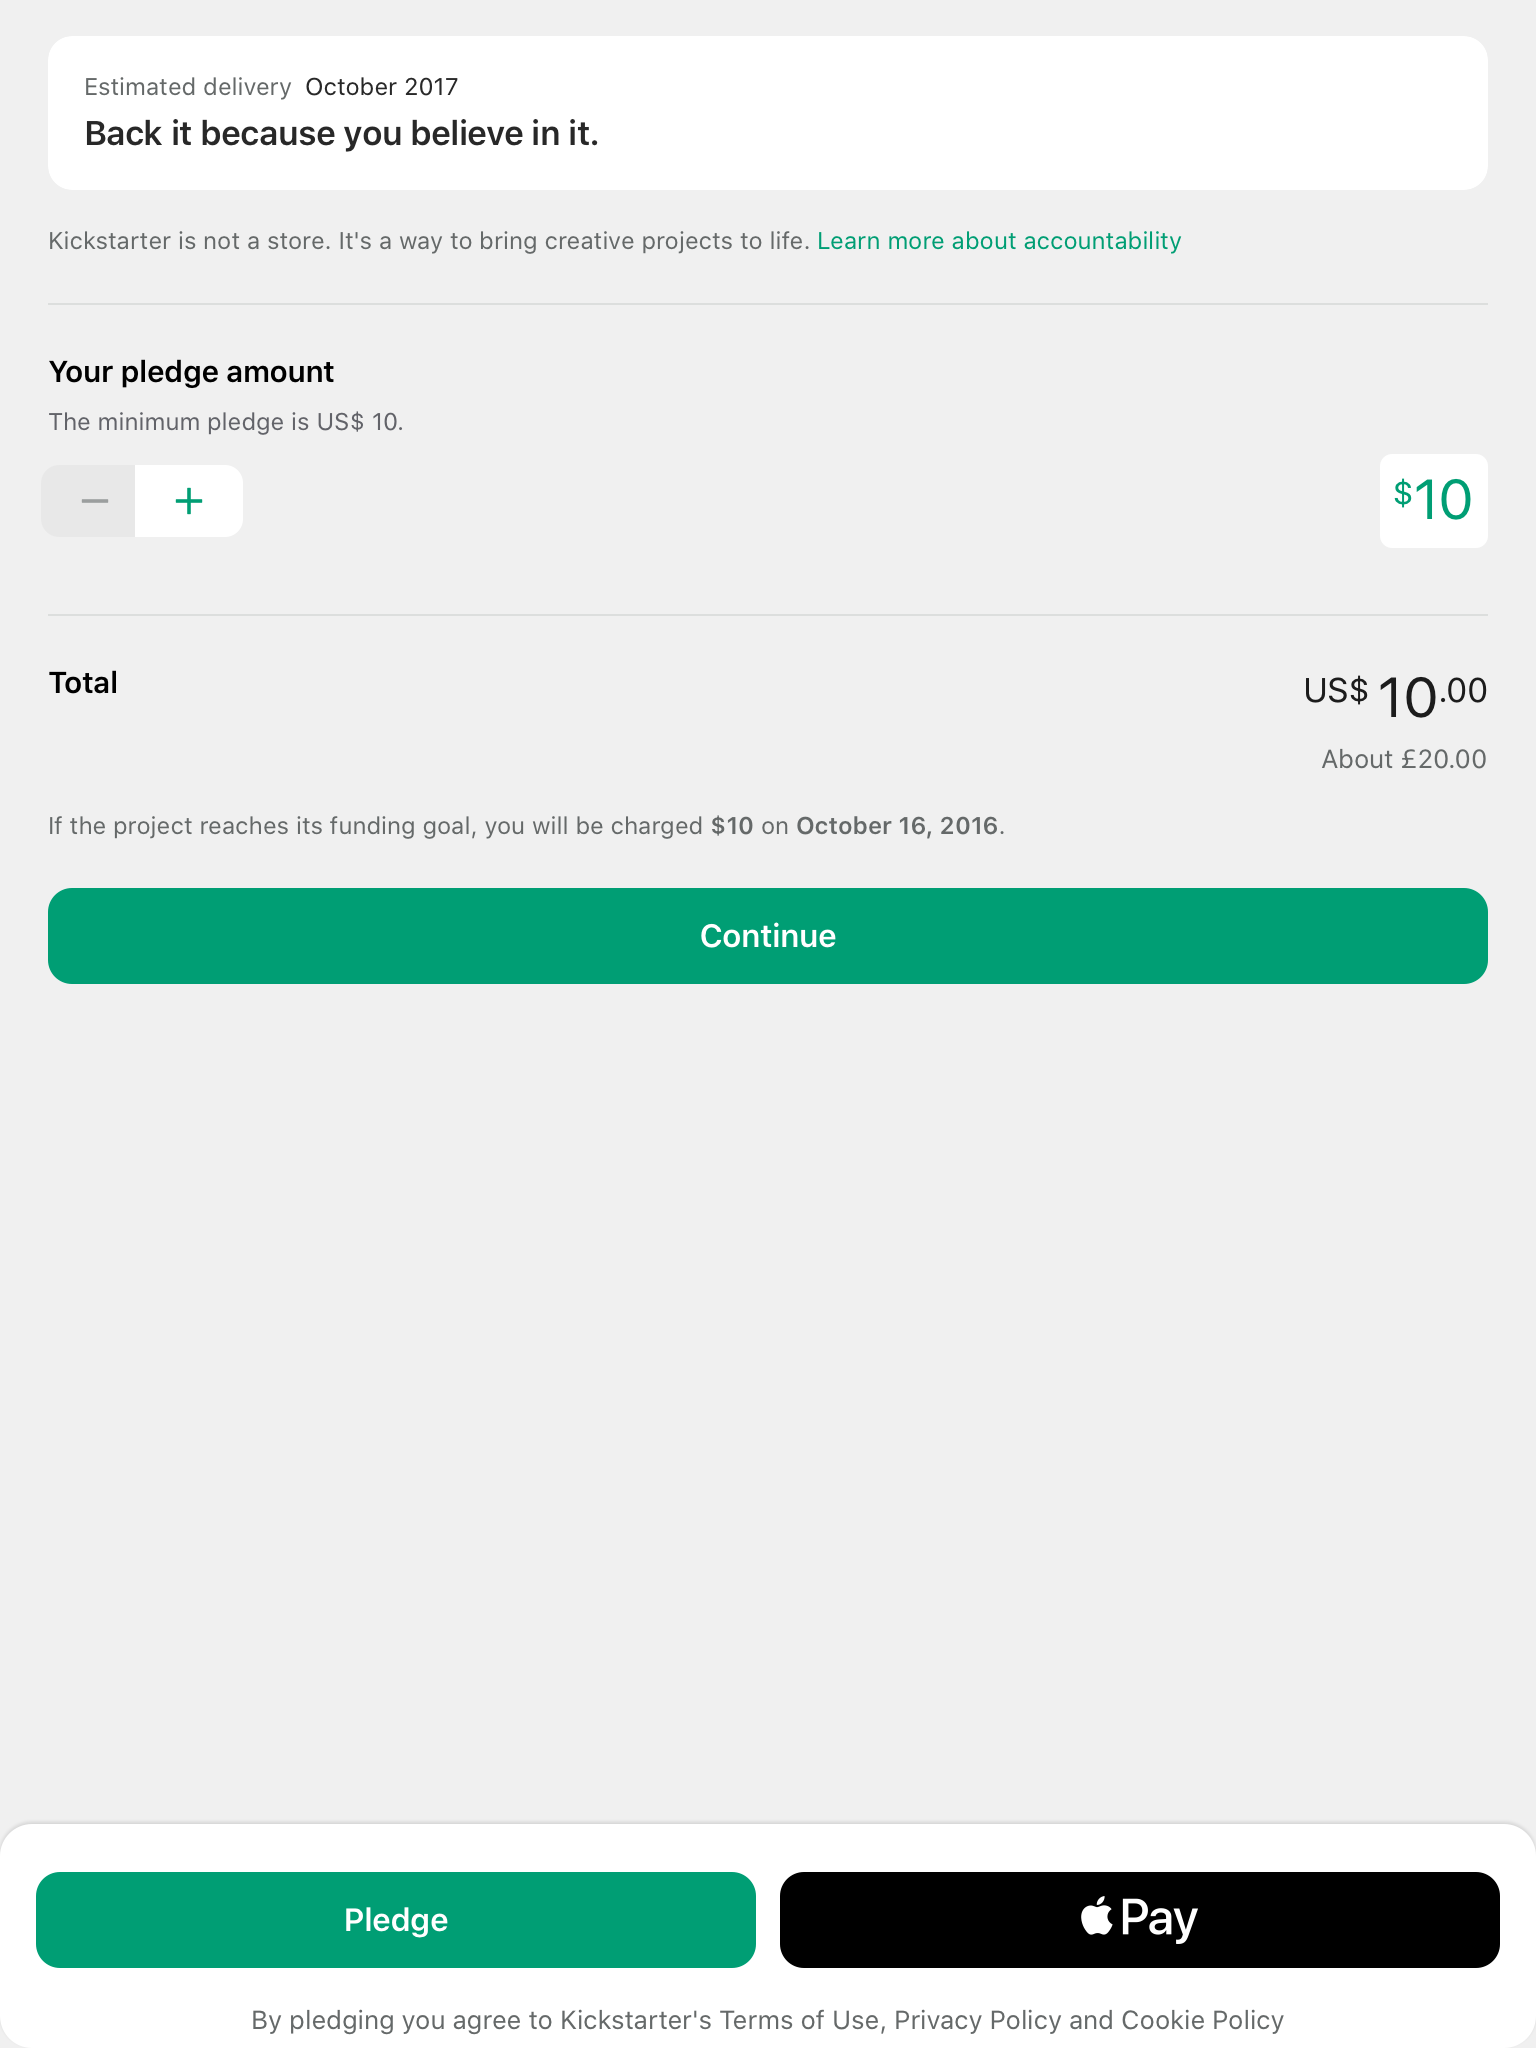 Estimated delivery October 2017
Back it because you believe in it.
Kickstarter is not a store. It's a way to bring creative projects to life. Learn more about accountability
Your pledge amount
The minimum pledge is US$ 10.
$10
Total
US$ 10.00
About £20.00
If the project reaches its funding goal, you will be charged $10 on October 16, 2016.
Continue
Pledge
Pay
By pledging you agree to Kickstarter's Terms of Use, Privacy Policy and Cookie Policy